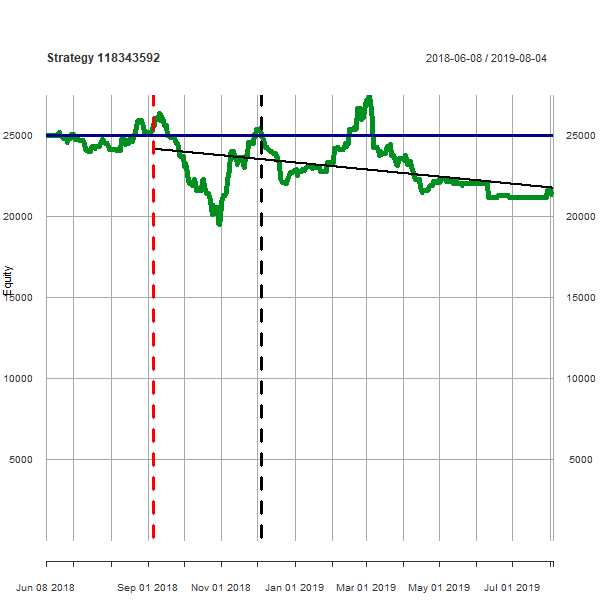 Strategy 118343592
2018-06-08 / 2019-08-04
25000
25000
20000
20000
Equity
15000
15000
10000
10000
5000
5000
Jun 08 2018
Sep 01 2018
Nov 01 2018
Jan 01 2019
Mar 01 2019
May 01 2019
Jul 01 2019